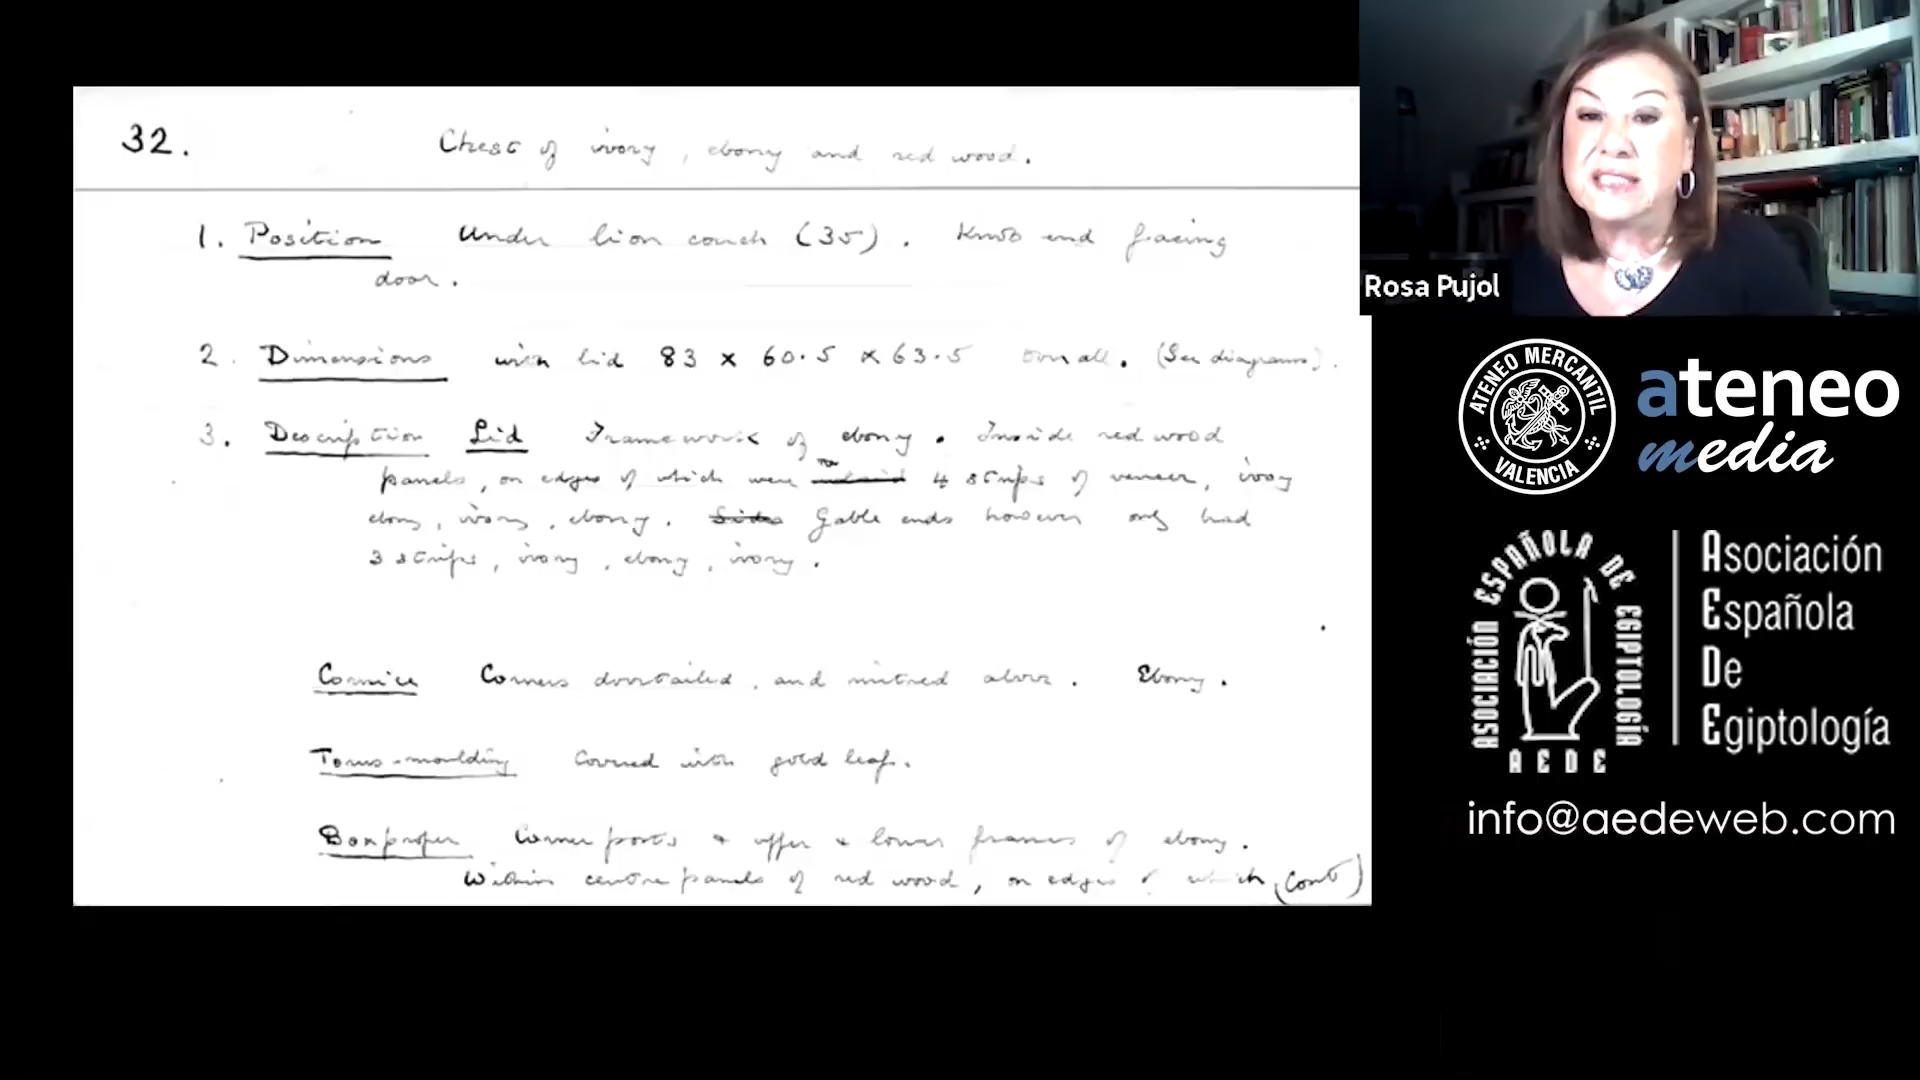 32.
Chest of ivory, ebony and red wood.
1. Position Under lion couch (35). Knob end facing
door.
2. Dimensions with lid 83 x 60.5 x 63.5 over all. (See diagrams).
3. Description Lid Framework of ebony. Inside red wood
panels, on edges of which were 4 strips of veneer, ivory
ebony, ivory, ebony. Sides Gable ends however only had
3 strips, ivory, ebony, ivory.
Cornice Corners dovetailed, and mitred above. Ebony.
Torus-moulding Covered with gold leaf.
Box proper Corner posts & upper & lower frames of ebony.
Within centre panels of red wood, on edges of which (Cont)
Rosa Pujol
ATENEO MERCANTIL
VALENCIA
ateneo
media
ASOCIACIÓN ESPAÑOLA DE EGIPTOLOGÍA
AEDE
Asociación
Española
De
Egiptología
info@aedeweb.com